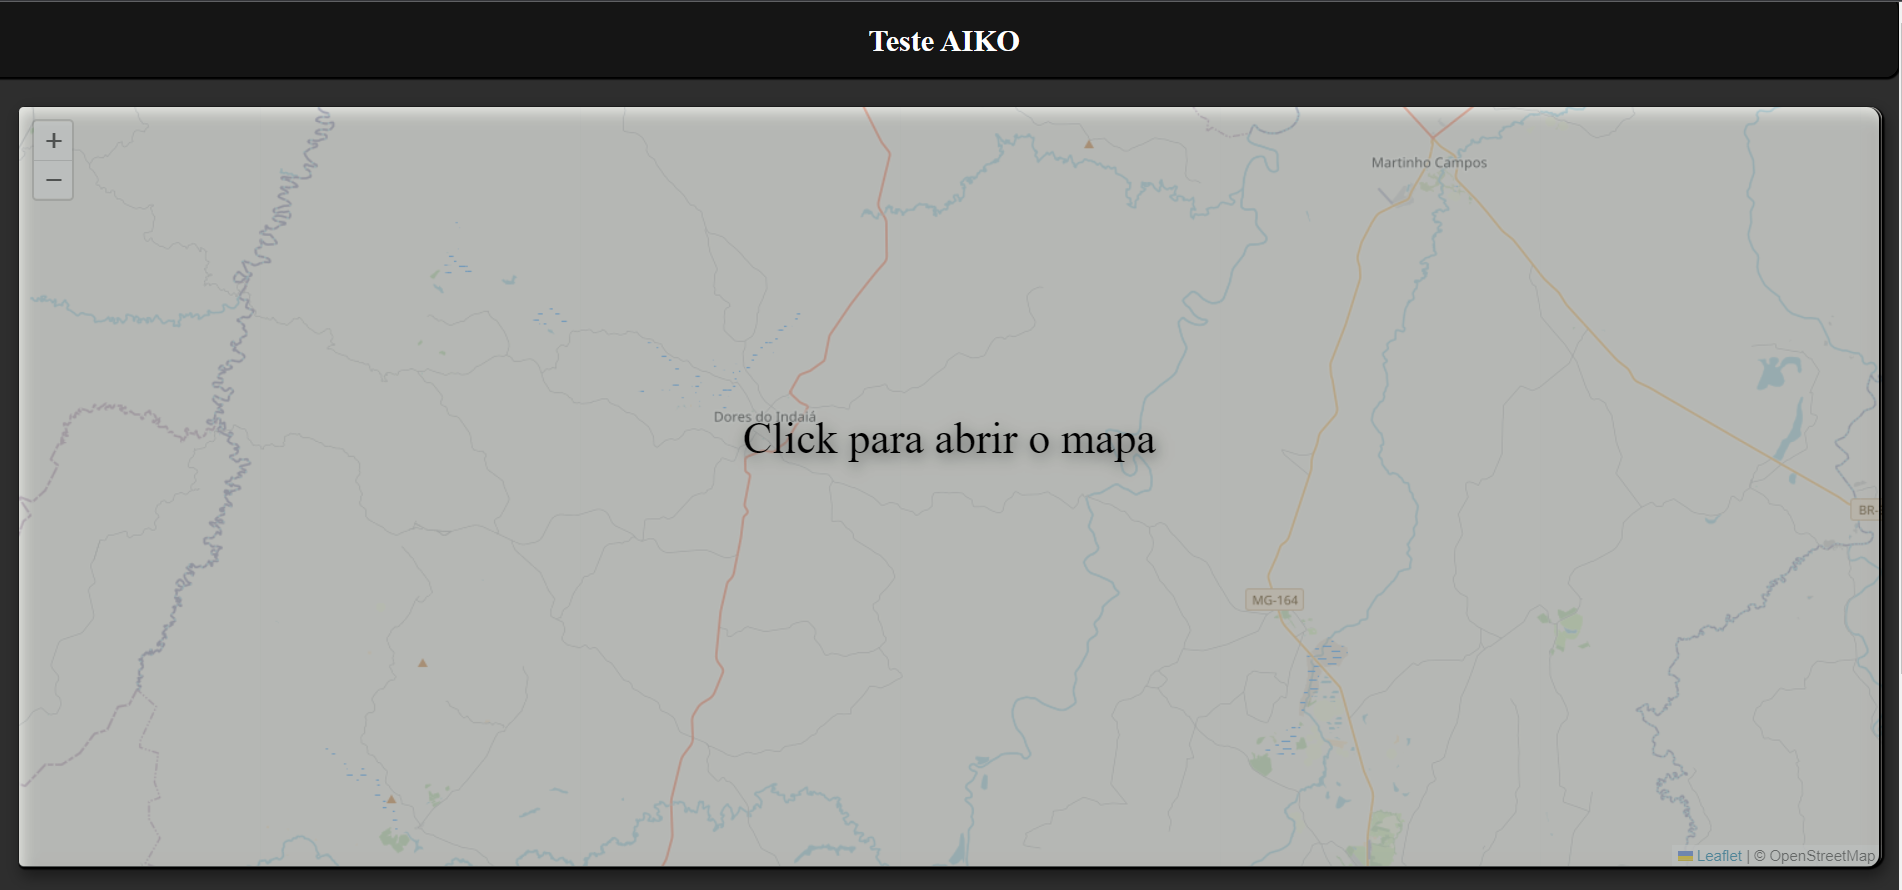 Teste AIKO
+
−
Martinho Campos
Dores do Indaiá
Click para abrir o mapa
BR-
MG-164
Leaflet | © OpenStreetMap